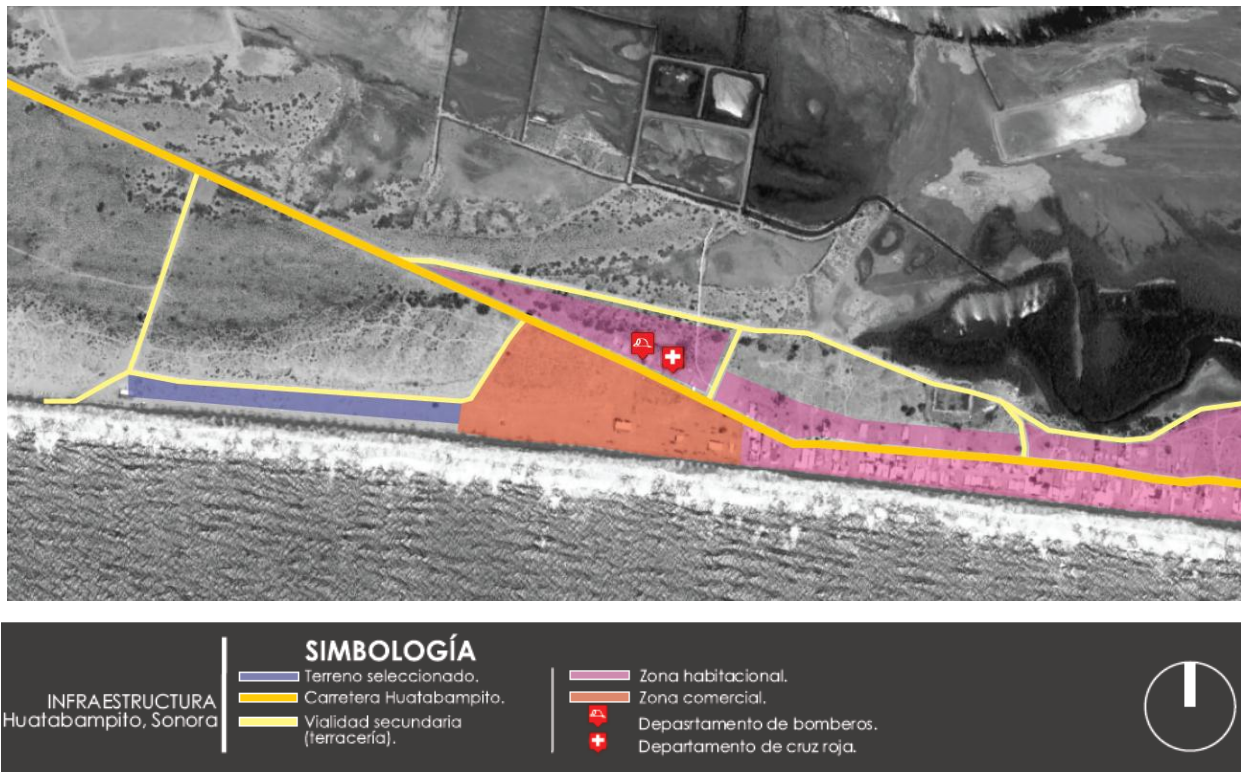 INFRAESTRUCTURA
Huatabampito, Sonora
SIMBOLOGÍA
Terreno seleccionado.
Carretera Huatabampito.
Vialidad secundaria
(terracería).
Zona habitacional.
Zona comercial.
Depasrtamento de bomberos.
Departamento de cruz roja.